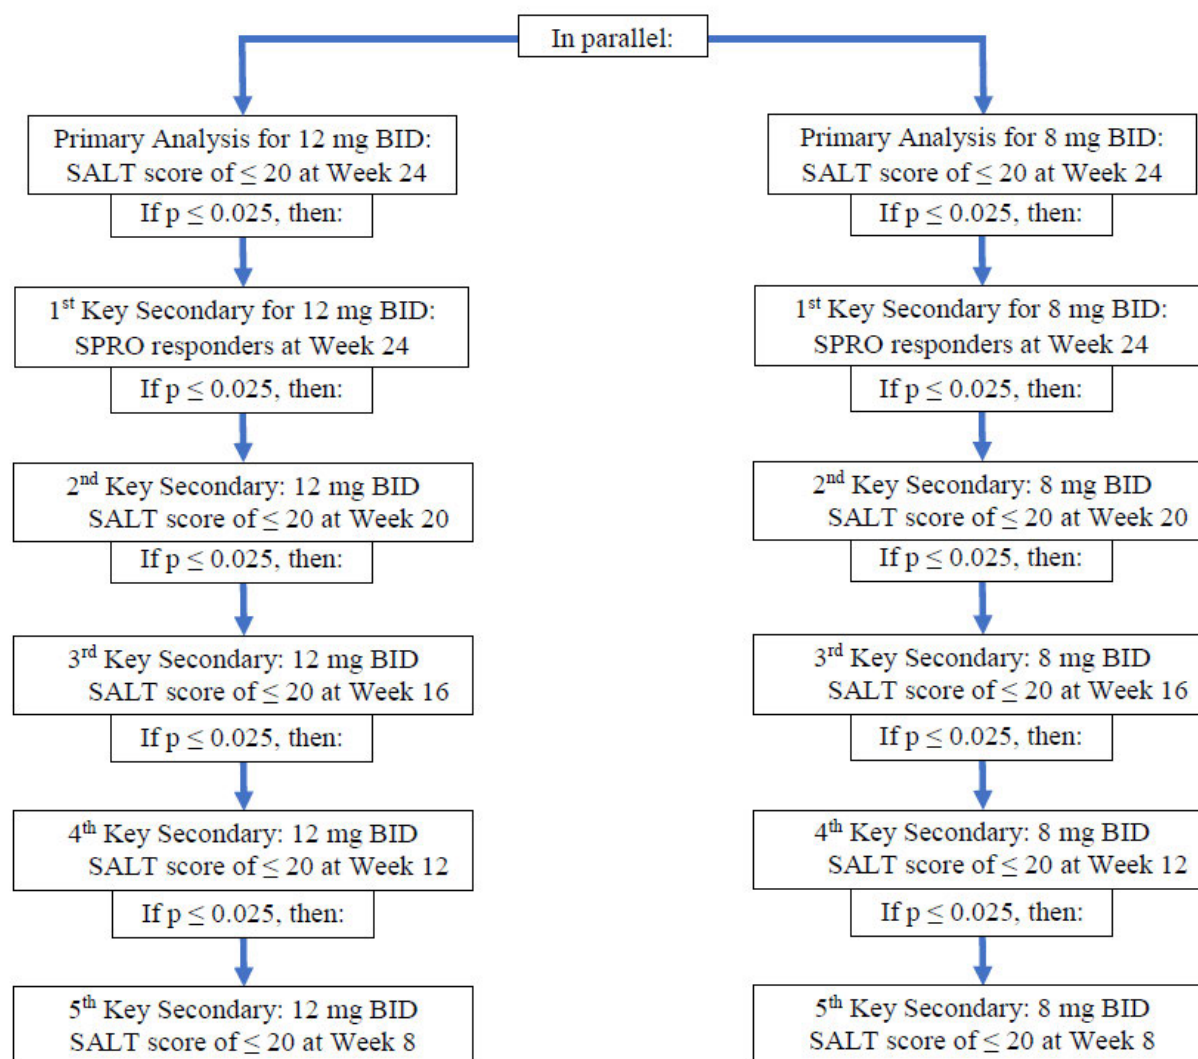 In parallel:
Primary Analysis for 12 mg BID:
SALT score of ≤ 20 at Week 24
If p ≤ 0.025, then:
1st Key Secondary for 12 mg BID:
SPRO responders at Week 24
If p ≤ 0.025, then:
2nd Key Secondary: 12 mg BID
SALT score of ≤ 20 at Week 20
If p ≤ 0.025, then:
3rd Key Secondary: 12 mg BID
SALT score of ≤ 20 at Week 16
If p ≤ 0.025, then:
4th Key Secondary: 12 mg BID
SALT score of ≤ 20 at Week 12
If p ≤ 0.025, then:
5th Key Secondary: 12 mg BID
SALT score of ≤ 20 at Week 8
Primary Analysis for 8 mg BID:
SALT score of ≤ 20 at Week 24
If p ≤ 0.025, then:
1st Key Secondary for 8 mg BID:
SPRO responders at Week 24
If p ≤ 0.025, then:
2nd Key Secondary: 8 mg BID
SALT score of ≤ 20 at Week 20
If p ≤ 0.025, then:
3rd Key Secondary: 8 mg BID
SALT score of ≤ 20 at Week 16
If p ≤ 0.025, then:
4th Key Secondary: 8 mg BID
SALT score of ≤ 20 at Week 12
If p ≤ 0.025, then:
5th Key Secondary: 8 mg BID
SALT score of ≤ 20 at Week 8